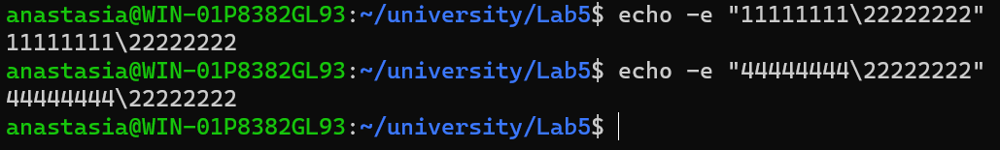 anastasia@WIN-01P8382GL93:~/university/Lab5$ echo -e "11111111\22222222"
11111111\22222222
anastasia@WIN-01P8382GL93:~/university/Lab5$ echo -e "44444444\22222222"
44444444\22222222
anastasia@WIN-01P8382GL93:~/university/Lab5$